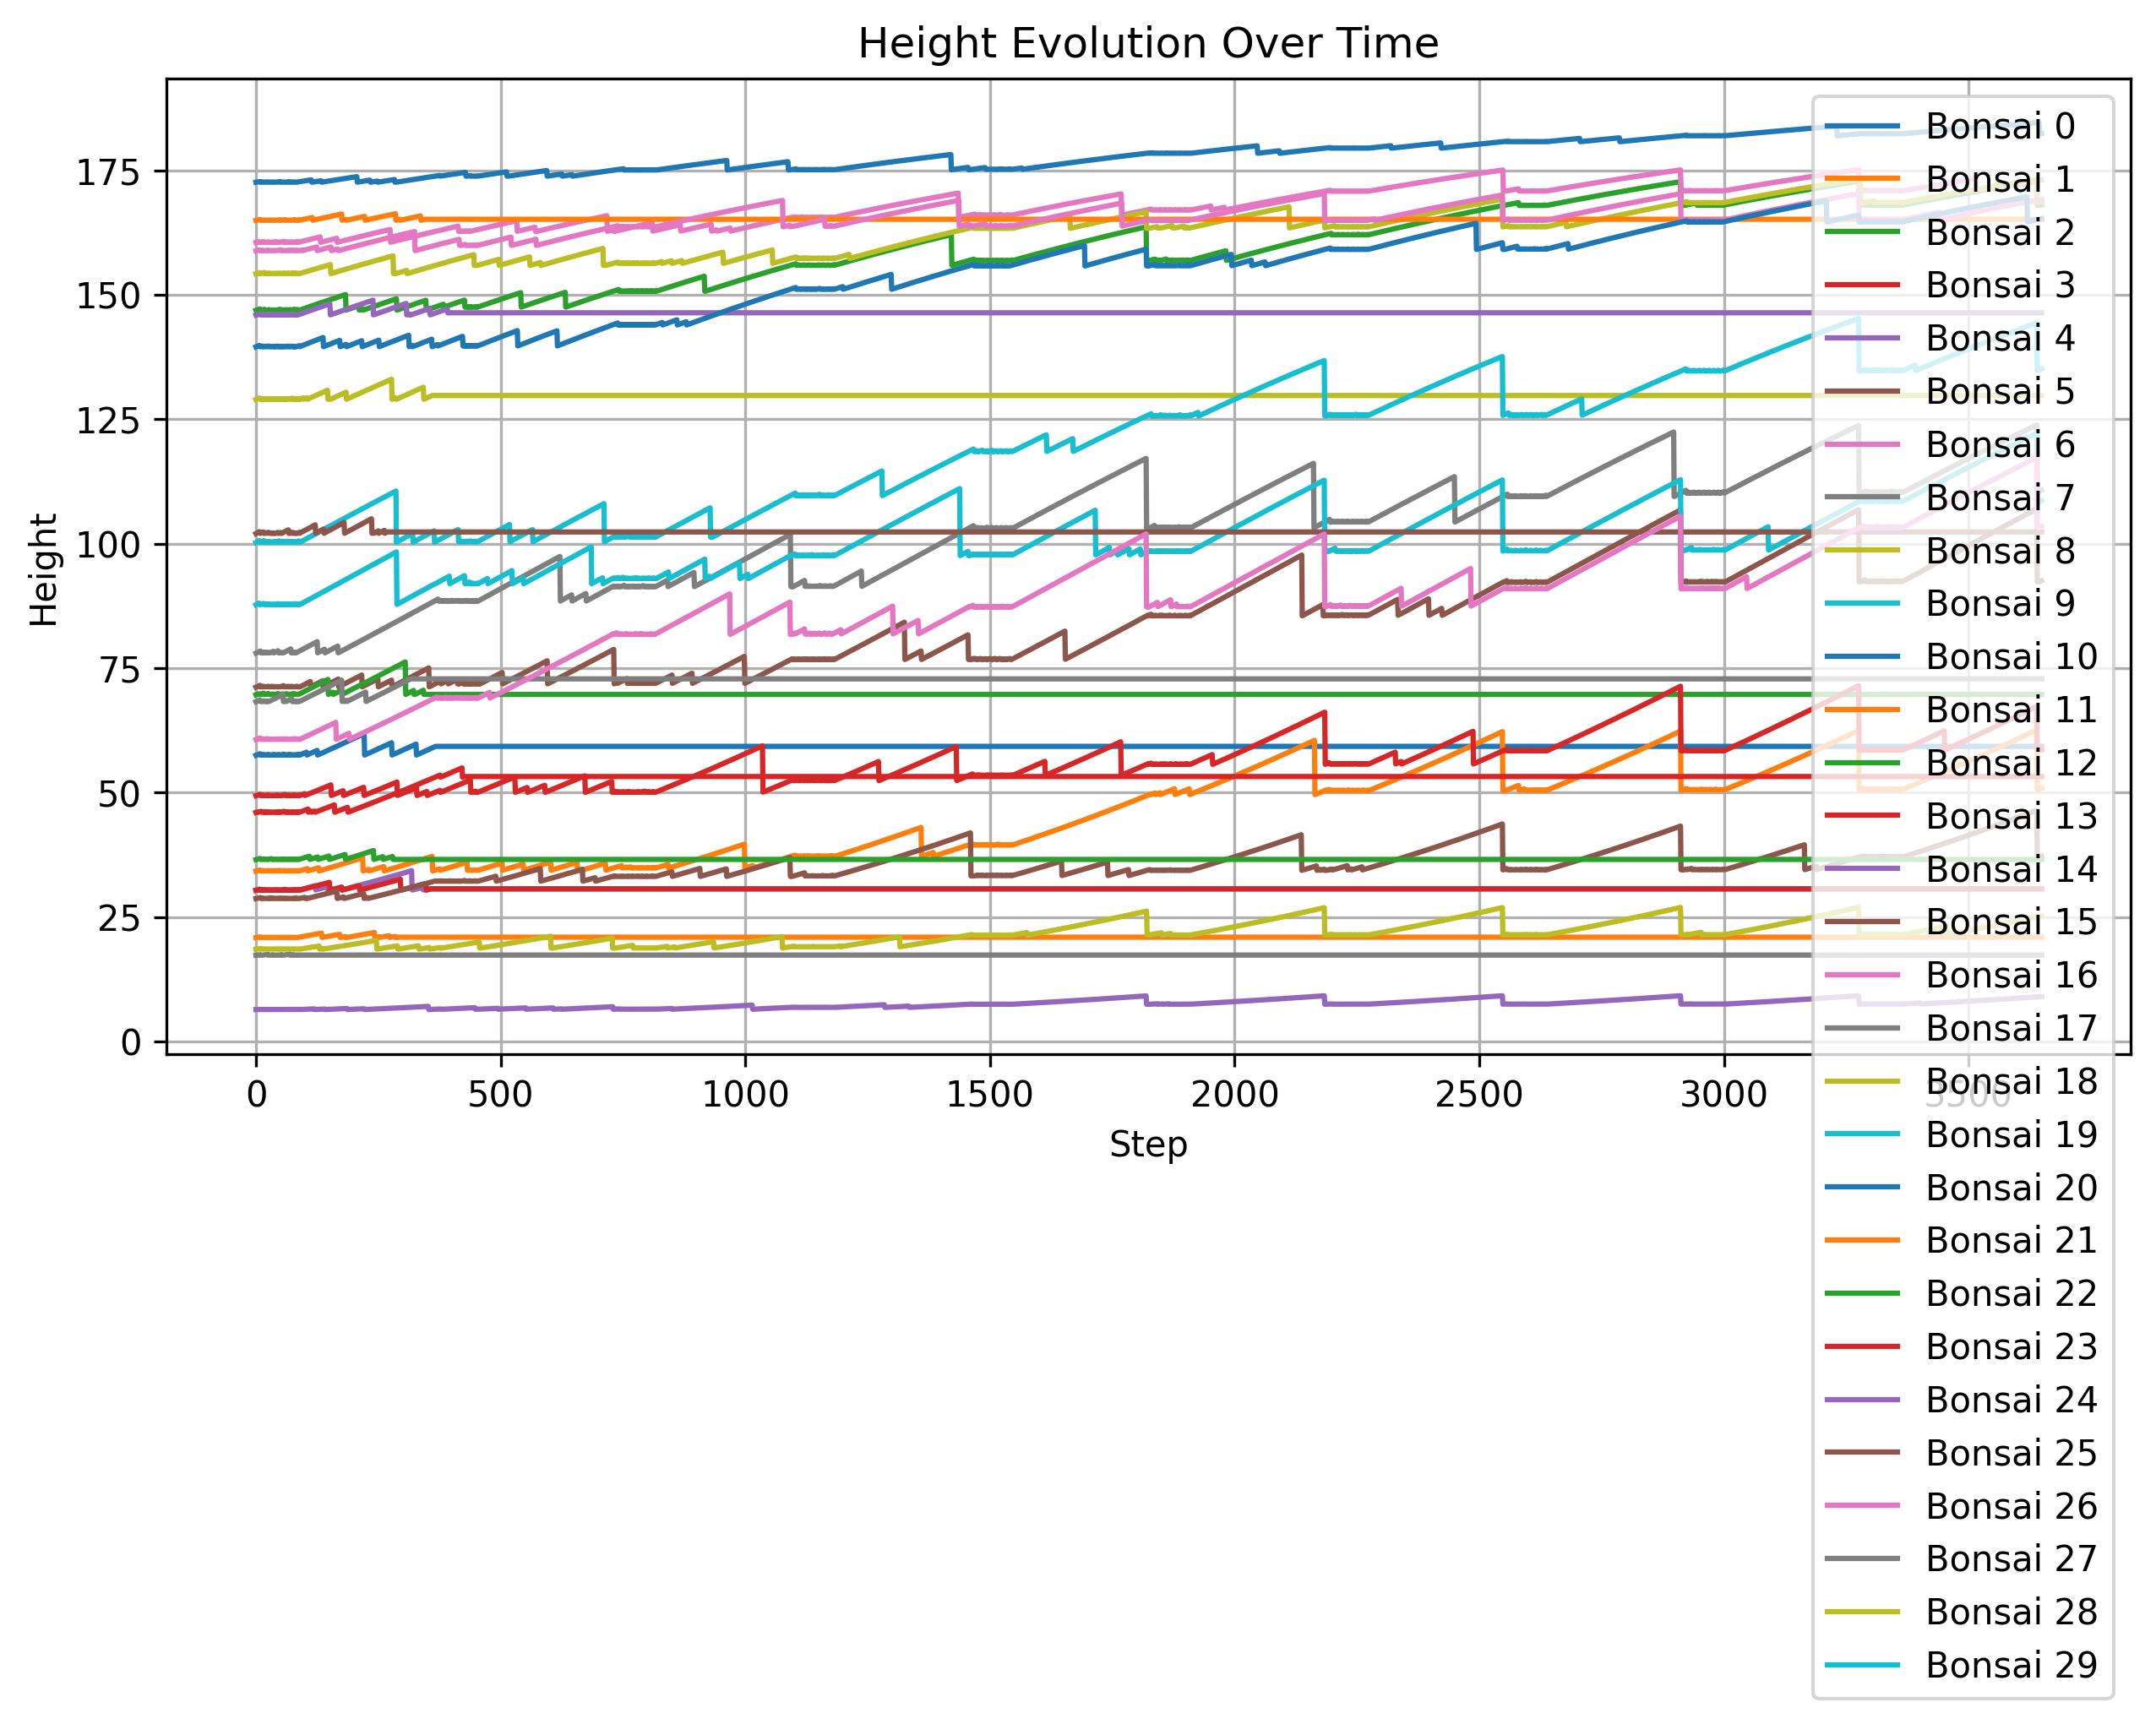 Height Evolution Over Time
Height
175
150
125
100
75
50
25
0
0 500 1000 1500 2000 2500 3000 3500
Step
Bonsai 0
Bonsai 1
Bonsai 2
Bonsai 3
Bonsai 4
Bonsai 5
Bonsai 6
Bonsai 7
Bonsai 8
Bonsai 9
Bonsai 10
Bonsai 11
Bonsai 12
Bonsai 13
Bonsai 14
Bonsai 15
Bonsai 16
Bonsai 17
Bonsai 18
Bonsai 19
Bonsai 20
Bonsai 21
Bonsai 22
Bonsai 23
Bonsai 24
Bonsai 25
Bonsai 26
Bonsai 27
Bonsai 28
Bonsai 29